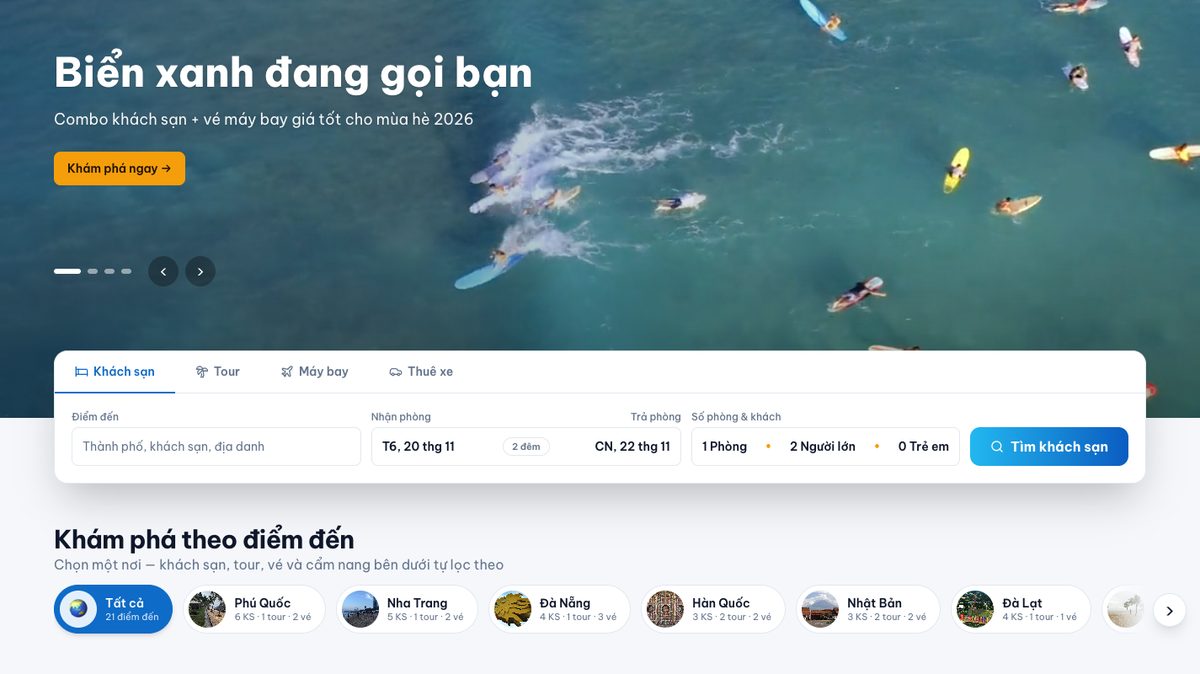 Biển xanh đang gọi bạn
Combo khách sạn + vé máy bay giá tốt cho mùa hè 2026
Khám phá ngay →
Khách sạn Tour Máy bay Thuê xe
Điểm đến Nhận phòng Trả phòng Số phòng & khách
Thành phố, khách sạn, địa danh T6, 20 thg 11 2 đêm CN, 22 thg 11 1 Phòng • 2 Người lớn • 0 Trẻ em Tìm khách sạn
Khám phá theo điểm đến
Chọn một nơi — khách sạn, tour, vé và cẩm nang bên dưới tự lọc theo
Tất cả Phú Quốc Nha Trang Đà Nẵng Hàn Quốc Nhật Bản Đà Lạt
21 điểm đến 6 KS · 1 tour · 2 vé 5 KS · 1 tour · 2 vé 4 KS · 1 tour · 3 vé 3 KS · 2 tour · 2 vé 3 KS · 2 tour · 2 vé 4 KS · 1 tour · 1 vé